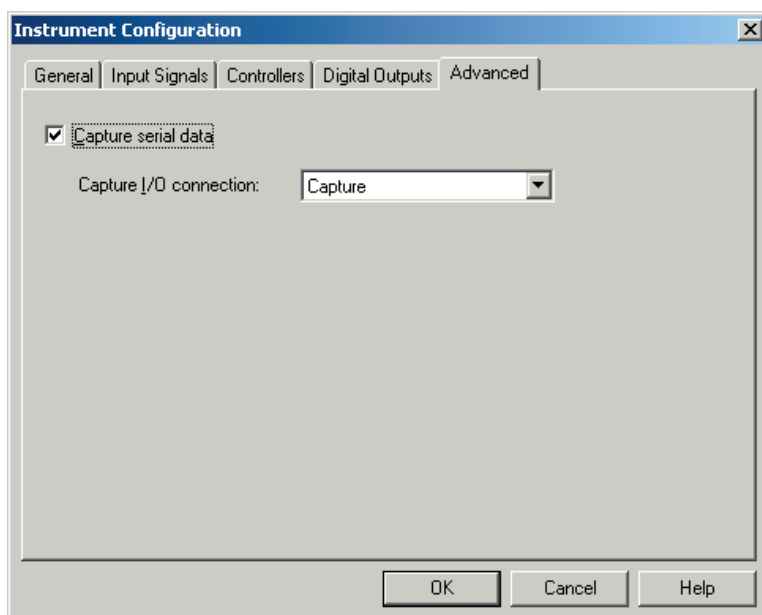 Instrument Configuration
General Input Signals Controllers Digital Outputs Advanced
Capture serial data
Capture I/O connection: Capture
OK Cancel Help